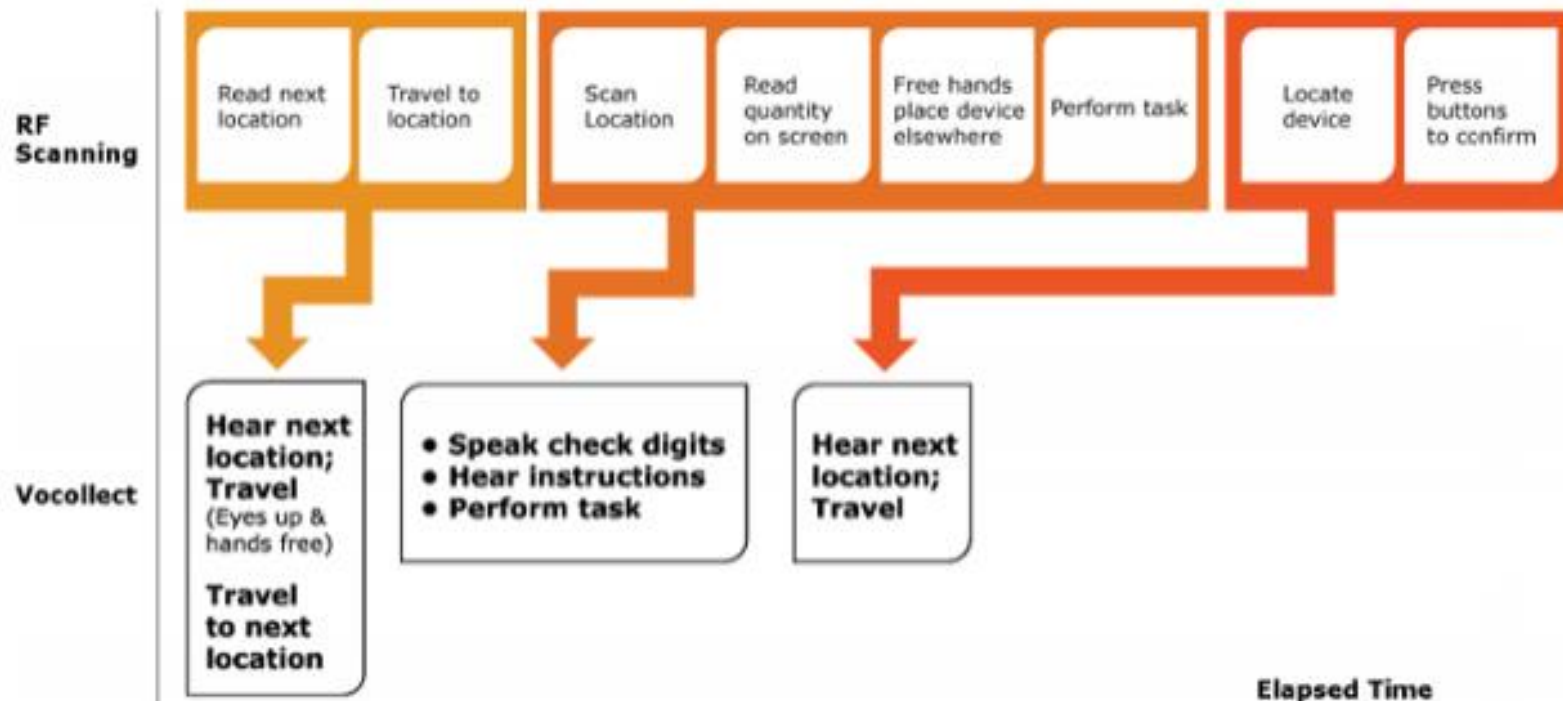 RF
Scanning
Read next
location
Travel to
location
Scan
Location
Read
quantity
on screen
Free hands
place device
elsewhere
Perform task
Locate
device
Press
buttons
to confirm
Vocollect
Hear next
location;
Travel
(Eyes up &
hands free)
Travel
to next
location
• Speak check digits
• Hear instructions
• Perform task
Hear next
location;
Travel
Elapsed Time